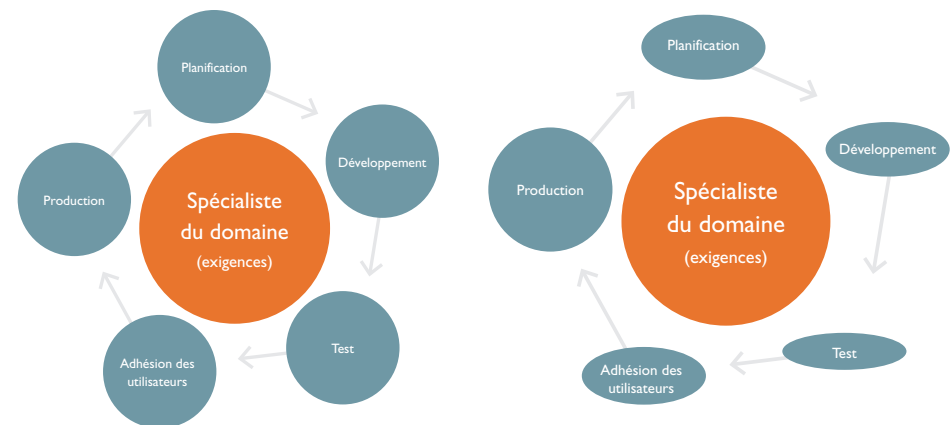 Planification
Développement
Production
Spécialiste
du domaine
(exigences)
Test
Adhésion des
utilisateurs
Planification
Développement
Production
Spécialiste
du domaine
(exigences)
Test
Adhésion des
utilisateurs